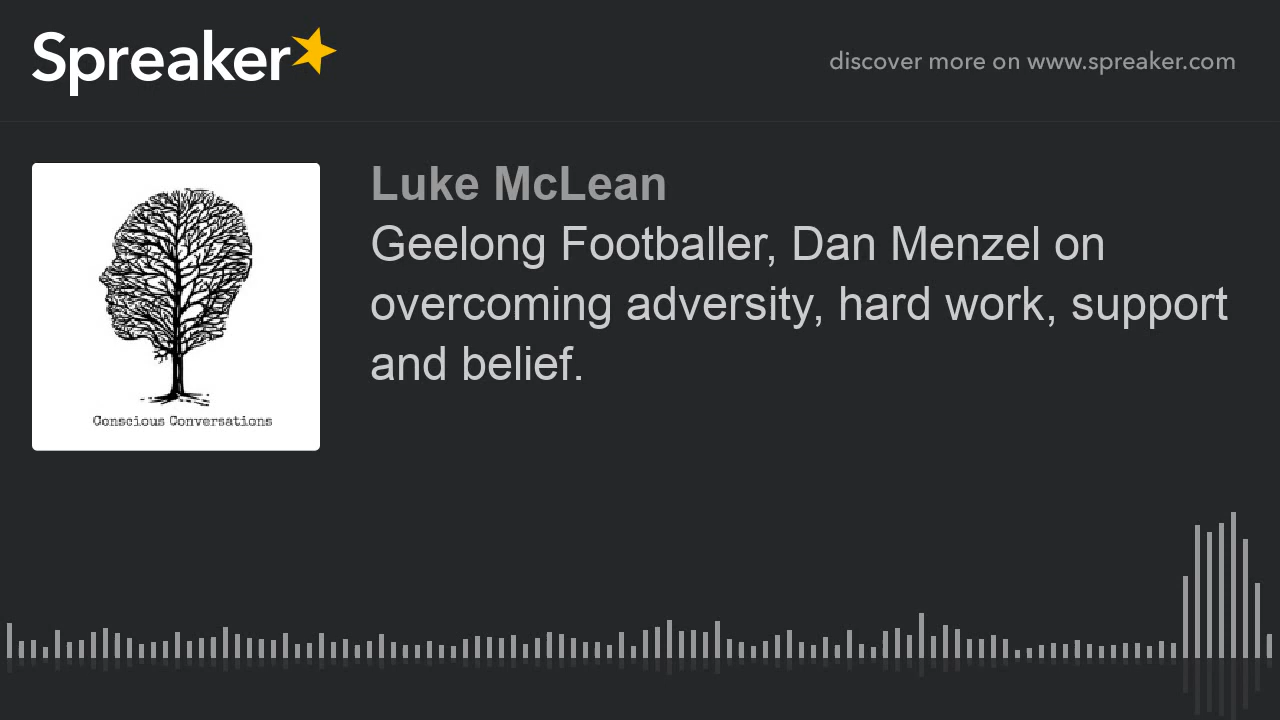 Spreaker
discover more on www.spreaker.com
Luke McLean
Geelong Footballer, Dan Menzel on
overcoming adversity, hard work, support
and belief.
Conscious Conversations